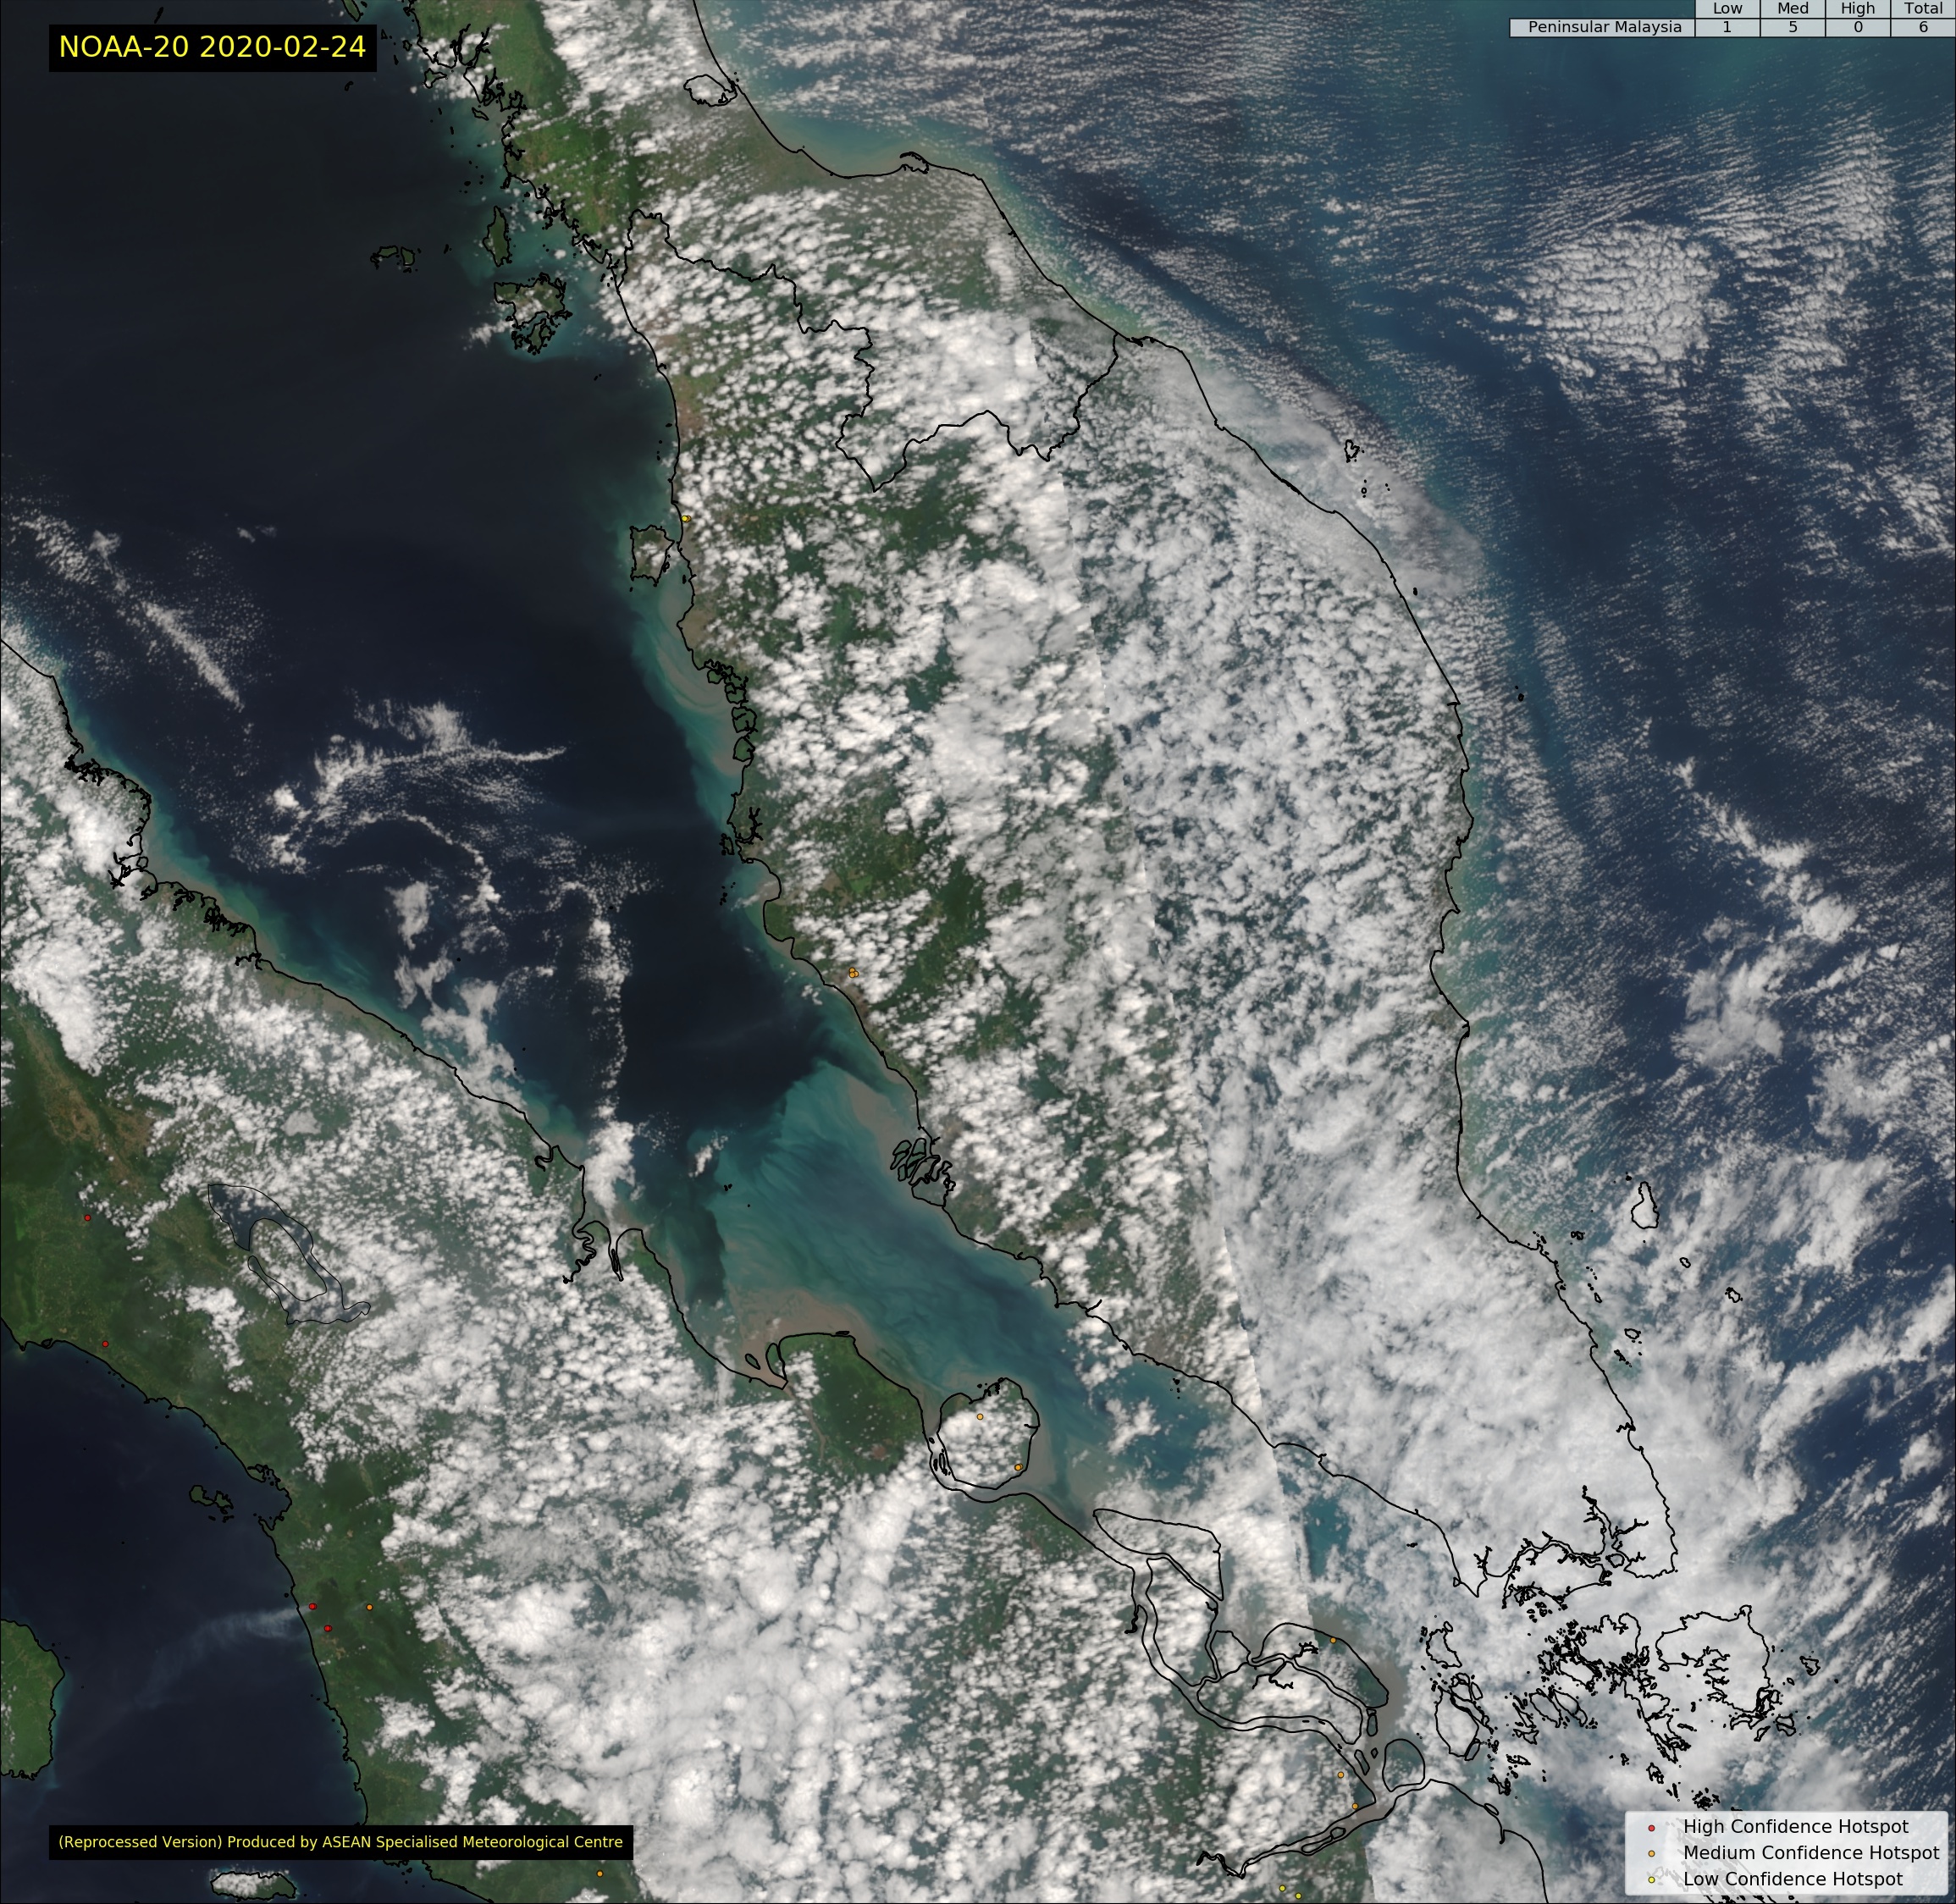 NOAA-20 2020-02-24
Low Med High Total
Peninsular Malaysia 1 5 0 6
(Reprocessed Version) Produced by ASEAN Specialised Meteorological Centre
High Confidence Hotspot
Medium Confidence Hotspot
Low Confidence Hotspot